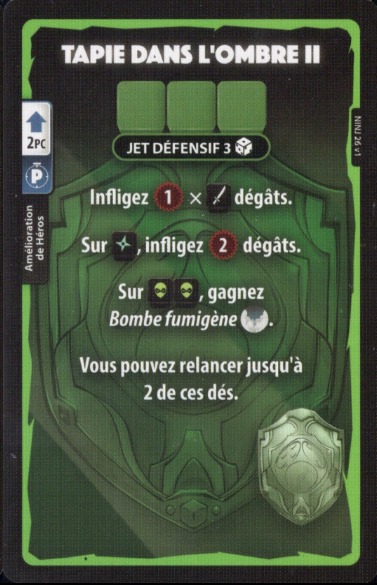 TAPIE DANS L'OMBRE II
JET DÉFENSIF 3
2PC
P
Amélioration
de Héros
NINJ 26 v1
Infligez 1 × dégâts.
Sur , infligez 2 dégâts.
Sur , gagnez
Bombe fumigène .
Vous pouvez relancer jusqu'à
2 de ces dés.